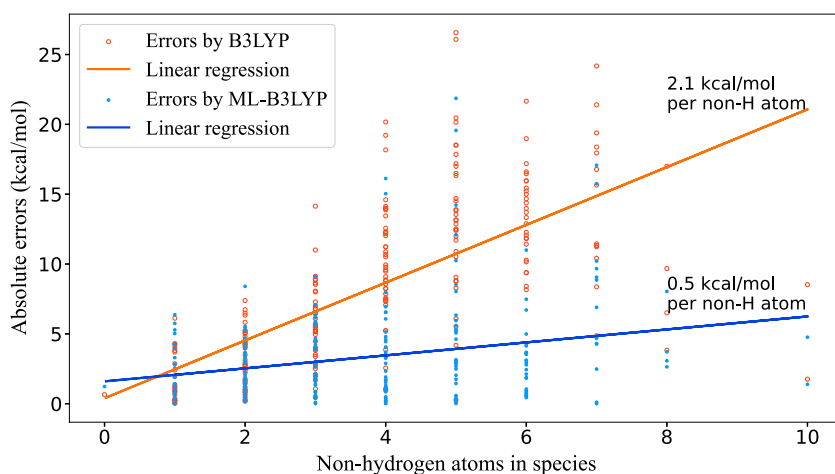 Errors by B3LYP
Linear regression
Errors by ML-B3LYP
Linear regression
2.1 kcal/mol
per non-H atom
0.5 kcal/mol
per non-H atom
Absolute errors (kcal/mol)
25
20
15
10
5
0
0 2 4 6 8 10
Non-hydrogen atoms in species